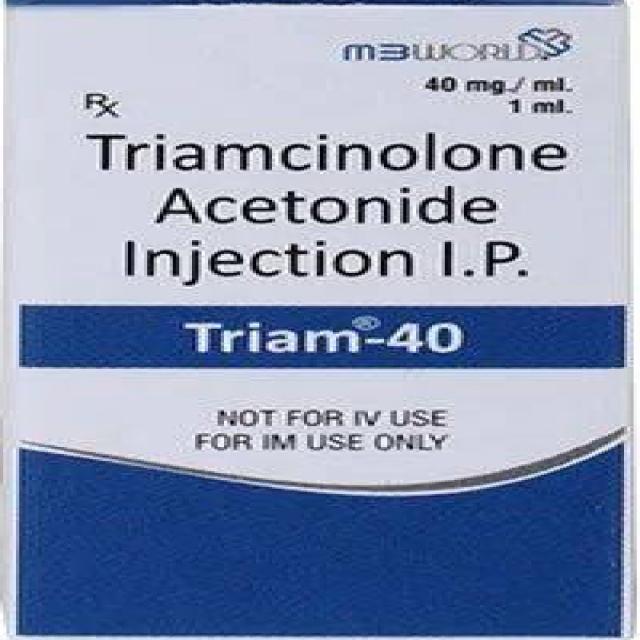 M3WORLD
40 mg./ ml.
1 ml.
Rx
Triamcinolone
Acetonide
Injection I.P.
Triam®-40
NOT FOR IV USE
FOR IM USE ONLY